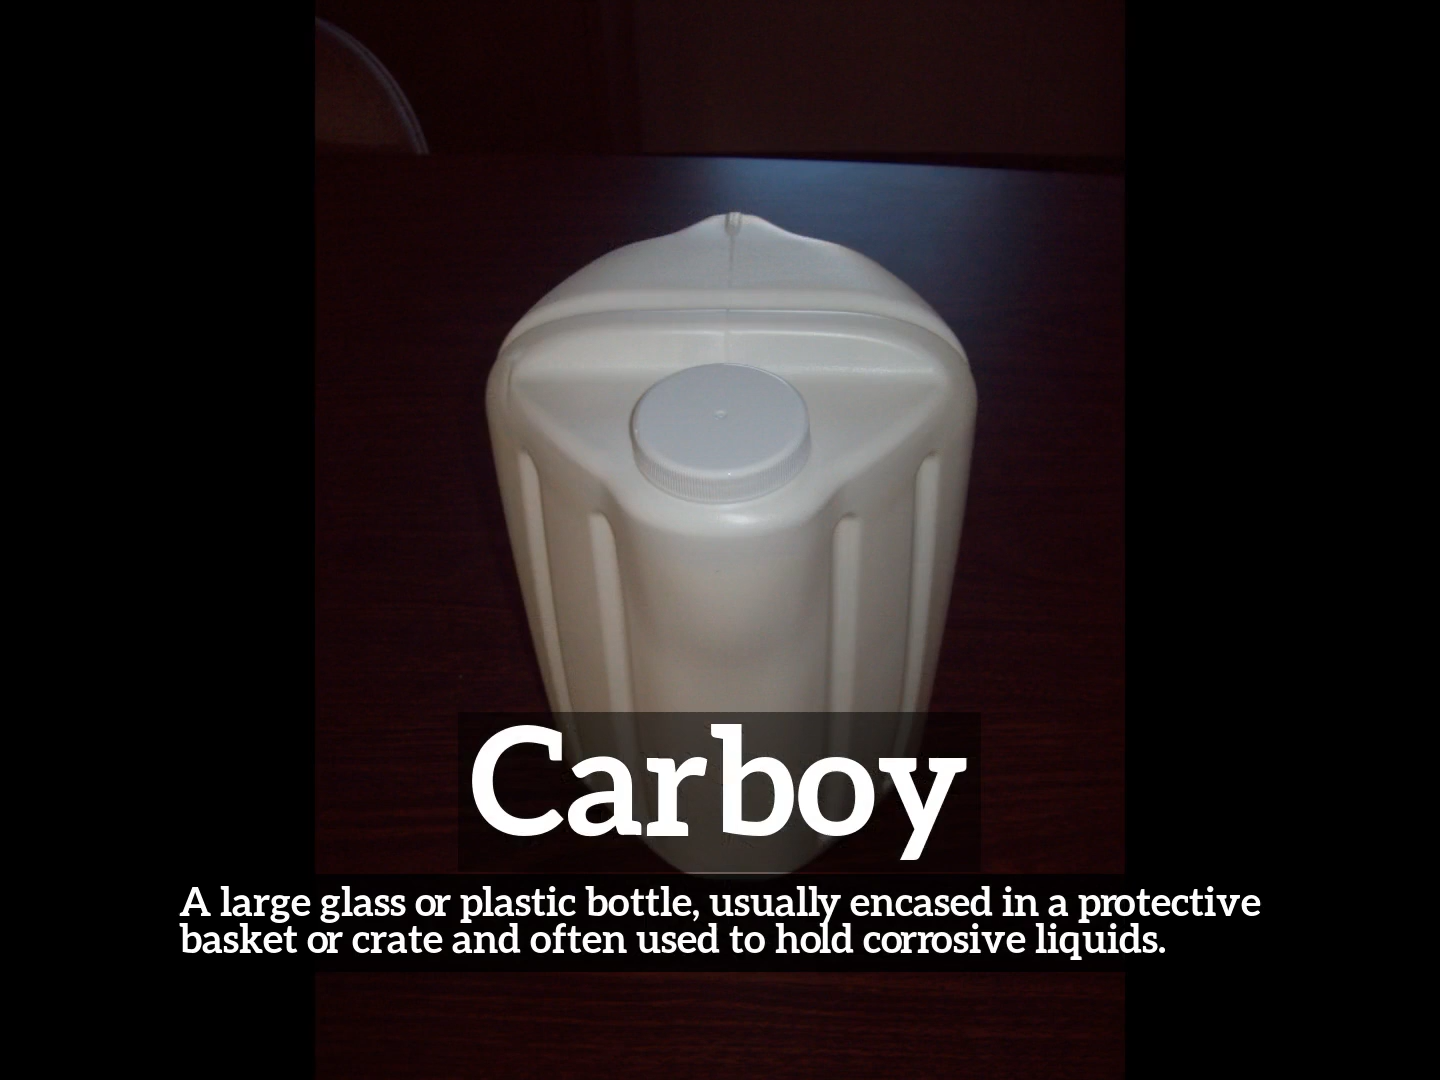 Carboy
A large glass or plastic bottle, usually encased in a protective
basket or crate and often used to hold corrosive liquids.